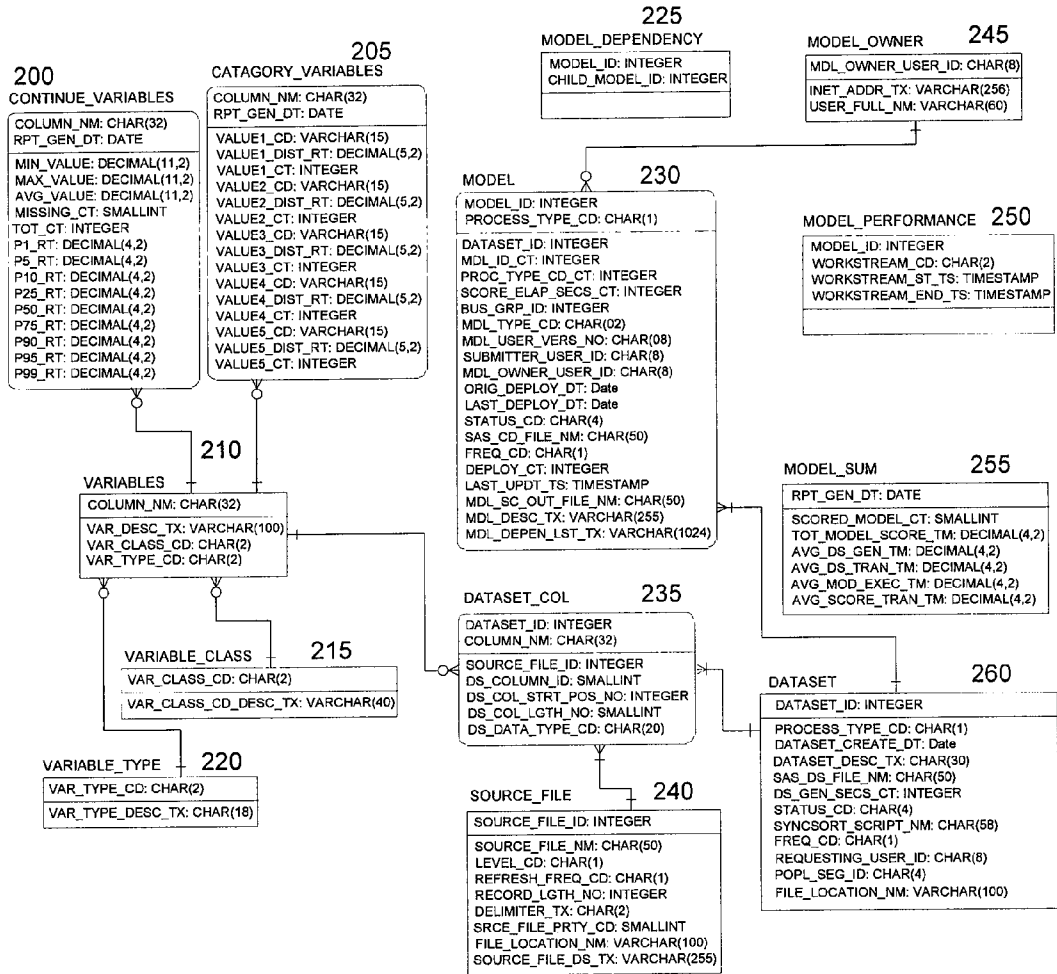 200
CONTINUE_VARIABLES
COLUMN_NM: CHAR(32)
RPT_GEN_DT: DATE
MIN_VALUE: DECIMAL(11,2)
MAX_VALUE: DECIMAL(11,2)
AVG_VALUE: DECIMAL(11,2)
MISSING_CT: SMALLINT
TOT_CT: INTEGER
P1_RT: DECIMAL(4,2)
P5_RT: DECIMAL(4,2)
P10_RT: DECIMAL(4,2)
P25_RT: DECIMAL(4,2)
P50_RT: DECIMAL(4,2)
P75_RT: DECIMAL(4,2)
P90_RT: DECIMAL(4,2)
P95_RT: DECIMAL(4,2)
P99_RT: DECIMAL(4,2)
205
CATAGORY_VARIABLES
COLUMN_NM: CHAR(32)
RPT_GEN_DT: DATE
VALUE1_CD: VARCHAR(15)
VALUE1_DIST_RT: DECIMAL(5,2)
VALUE1_CT: INTEGER
VALUE2_CD: VARCHAR(15)
VALUE2_DIST_RT: DECIMAL(5,2)
VALUE2_CT: INTEGER
VALUE3_CD: VARCHAR(15)
VALUE3_DIST_RT: DECIMAL(5,2)
VALUE3_CT: INTEGER
VALUE4_CD: VARCHAR(15)
VALUE4_DIST_RT: DECIMAL(5,2)
VALUE4_CT: INTEGER
VALUE5_CD: VARCHAR(15)
VALUE5_DIST_RT: DECIMAL(5,2)
VALUE5_CT: INTEGER
225
MODEL_DEPENDENCY
MODEL_ID: INTEGER
CHILD_MODEL_ID: INTEGER
245
MODEL_OWNER
MDL_OWNER_USER_ID: CHAR(8)
INET_ADDR_TX: VARCHAR(256)
USER_FULL_NM: VARCHAR(60)
230
MODEL
MODEL_ID: INTEGER
PROCESS_TYPE_CD: CHAR(1)
DATASET_ID: INTEGER
MDL_ID_CT: INTEGER
PROC_TYPE_CD_CT: INTEGER
SCORE_ELAP_SECS_CT: INTEGER
BUS_GRP_ID: INTEGER
MDL_TYPE_CD: CHAR(02)
MDL_USER_VERS_NO: CHAR(08)
SUBMITTER_USER_ID: CHAR(8)
MDL_OWNER_USER_ID: CHAR(8)
ORIG_DEPLOY_DT: Date
LAST_DEPLOY_DT: Date
STATUS_CD: CHAR(4)
SAS_CD_FILE_NM: CHAR(50)
FREQ_CD: CHAR(1)
DEPLOY_CT: INTEGER
LAST_UPDT_TS: TIMESTAMP
MDL_SC_OUT_FILE_NM: CHAR(50)
MDL_DESC_TX: VARCHAR(255)
MDL_DEPEN_LST_TX: VARCHAR(1024)
250
MODEL_PERFORMANCE
MODEL_ID: INTEGER
WORKSTREAM_CD: CHAR(2)
WORKSTREAM_ST_TS: TIMESTAMP
WORKSTREAM_END_TS: TIMESTAMP
210
VARIABLES
COLUMN_NM: CHAR(32)
VAR_DESC_TX: VARCHAR(100)
VAR_CLASS_CD: CHAR(2)
VAR_TYPE_CD: CHAR(2)
255
MODEL_SUM
RPT_GEN_DT: DATE
SCORED_MODEL_CT: SMALLINT
TOT_MODEL_SCORE_TM: DECIMAL(4,2)
AVG_DS_GEN_TM: DECIMAL(4,2)
AVG_DS_TRAN_TM: DECIMAL(4,2)
AVG_MOD_EXEC_TM: DECIMAL(4,2)
AVG_SCORE_TRAN_TM: DECIMAL(4,2)
235
DATASET_COL
DATASET_ID: INTEGER
COLUMN_NM: CHAR(32)
SOURCE_FILE_ID: INTEGER
DS_COLUMN_ID: SMALLINT
DS_COL_STRT_POS_NO: INTEGER
DS_COL_LGTH_NO: SMALLINT
DS_DATA_TYPE_CD: CHAR(20)
215
VARIABLE_CLASS
VAR_CLASS_CD: CHAR(2)
VAR_CLASS_CD_DESC_TX: VARCHAR(40)
260
DATASET
DATASET_ID: INTEGER
PROCESS_TYPE_CD: CHAR(1)
DATASET_CREATE_DT: Date
DATASET_DESC_TX: CHAR(30)
SAS_DS_FILE_NM: CHAR(50)
DS_GEN_SECS_CT: INTEGER
STATUS_CD: CHAR(4)
SYNCSORT_SCRIPT_NM: CHAR(58)
FREQ_CD: CHAR(1)
REQUESTING_USER_ID: CHAR(8)
POPL_SEG_ID: CHAR(4)
FILE_LOCATION_NM: VARCHAR(100)
220
VARIABLE_TYPE
VAR_TYPE_CD: CHAR(2)
VAR_TYPE_DESC_TX: CHAR(18)
240
SOURCE_FILE
SOURCE_FILE_ID: INTEGER
SOURCE_FILE_NM: CHAR(50)
LEVEL_CD: CHAR(1)
REFRESH_FREQ_CD: CHAR(1)
RECORD_LGTH_NO: INTEGER
DELIMITER_TX: CHAR(2)
SRCE_FILE_PRTY_CD: SMALLINT
FILE_LOCATION_NM: VARCHAR(100)
SOURCE_FILE_DS_TX: VARCHAR(255)